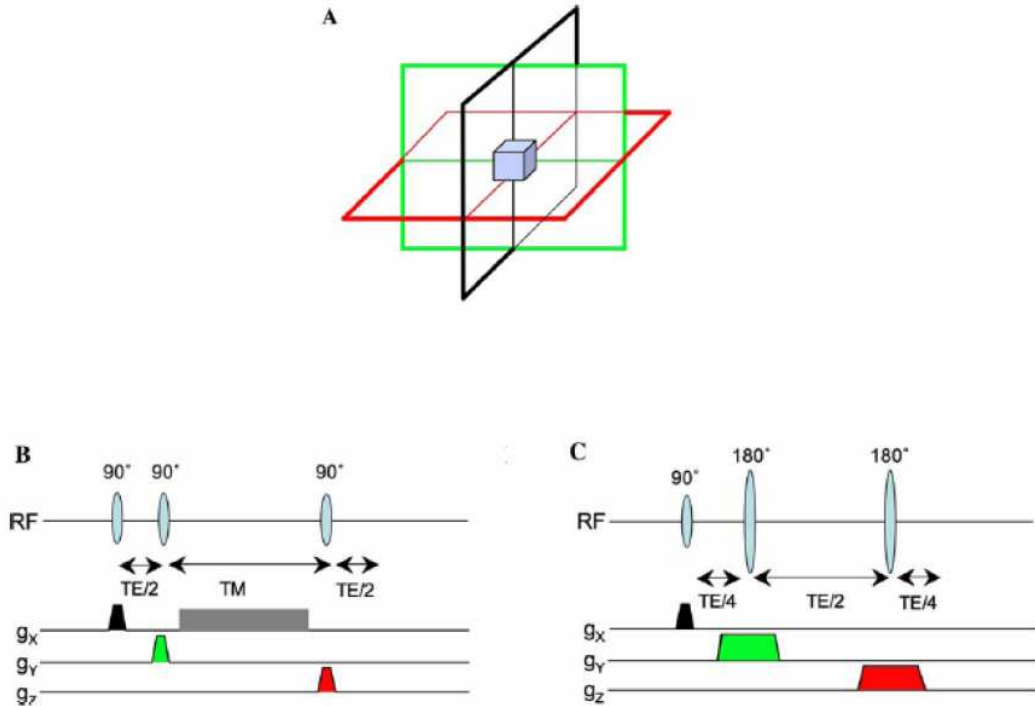 A
B
90° 90° 90°
RF
TE/2 TM TE/2
gX
gY
gZ
C
90° 180° 180°
RF
TE/4 TE/2 TE/4
gX
gY
gZ